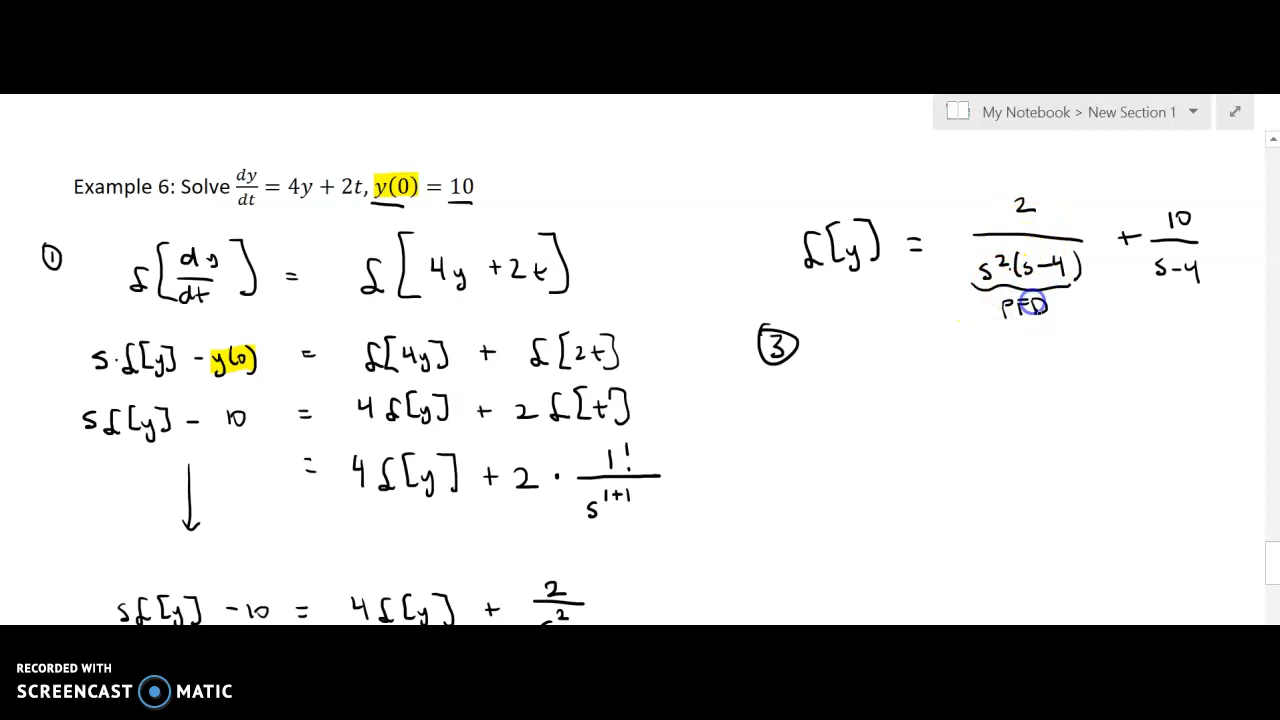 My Notebook > New Section 1
Example 6: Solve dy/dt = 4y + 2t, y(0) = 10
① ℒ[dy/dt] = ℒ[4y + 2t]
s·ℒ[y] - y(0) = ℒ[4y] + ℒ[2t]
sℒ[y] - 10 = 4ℒ[y] + 2ℒ[t]
= 4ℒ[y] + 2 · 1!/s^(1+1)
sℒ[y] - 10 = 4ℒ[y] + 2/s²
ℒ[y] = 2/(s²·(s-4)) + 10/(s-4)
PFD
③
RECORDED WITH
SCREENCAST MATIC